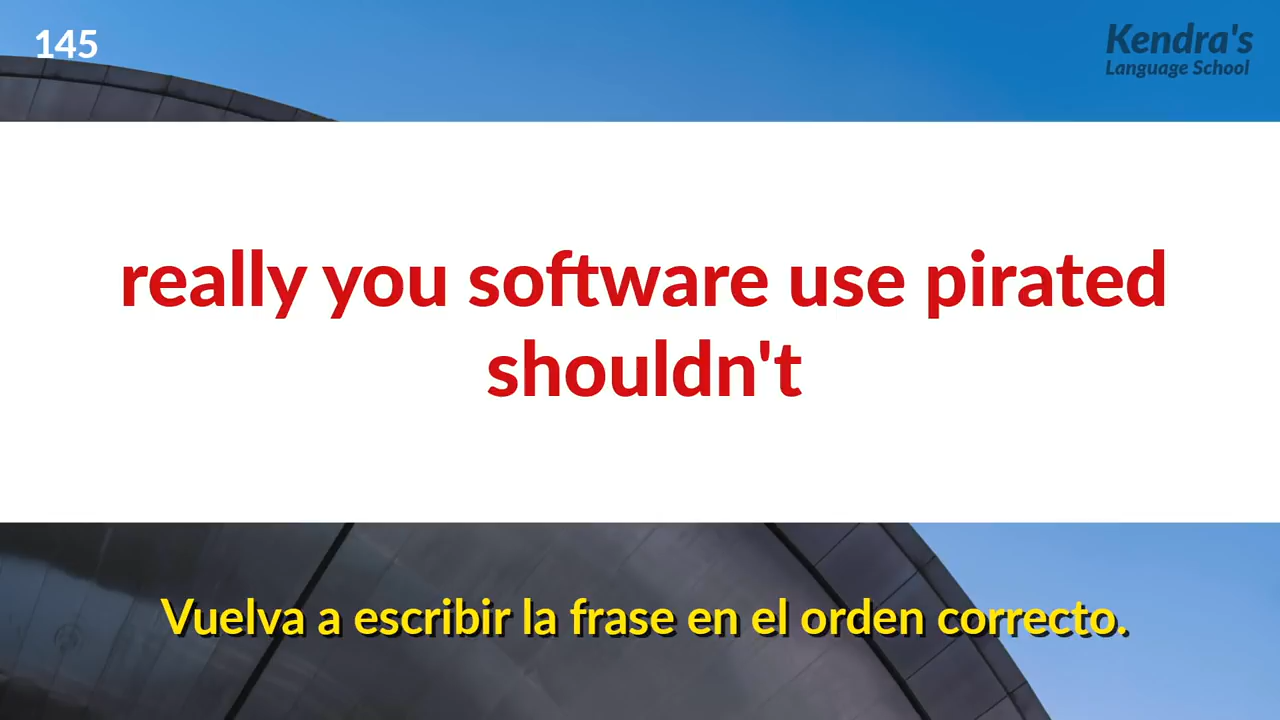 145
Kendra's
Language School
really you software use pirated
shouldn't
Vuelva a escribir la frase en el orden correcto.